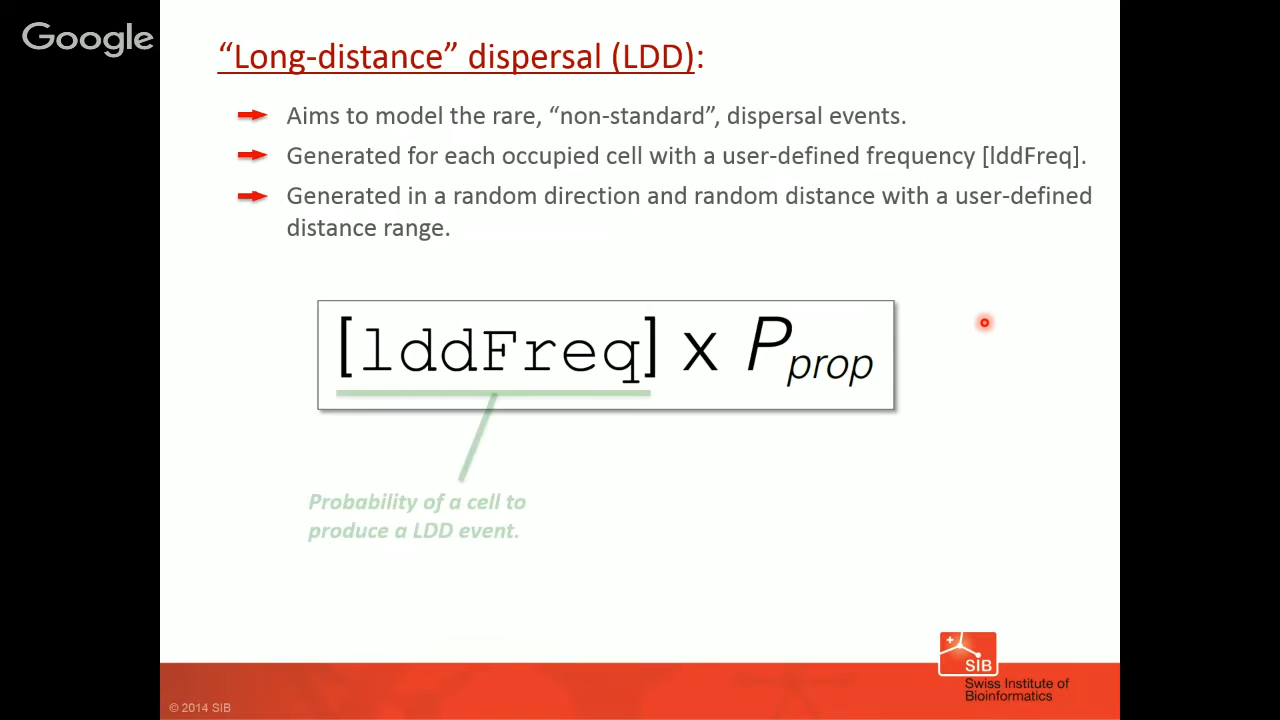 Google
“Long-distance” dispersal (LDD):
Aims to model the rare, “non-standard”, dispersal events.
Generated for each occupied cell with a user-defined frequency [lddFreq].
Generated in a random direction and random distance with a user-defined
distance range.
[lddFreq] x Pprop
Probability of a cell to
produce a LDD event.
SIB
Swiss Institute of
Bioinformatics
© 2014 SIB